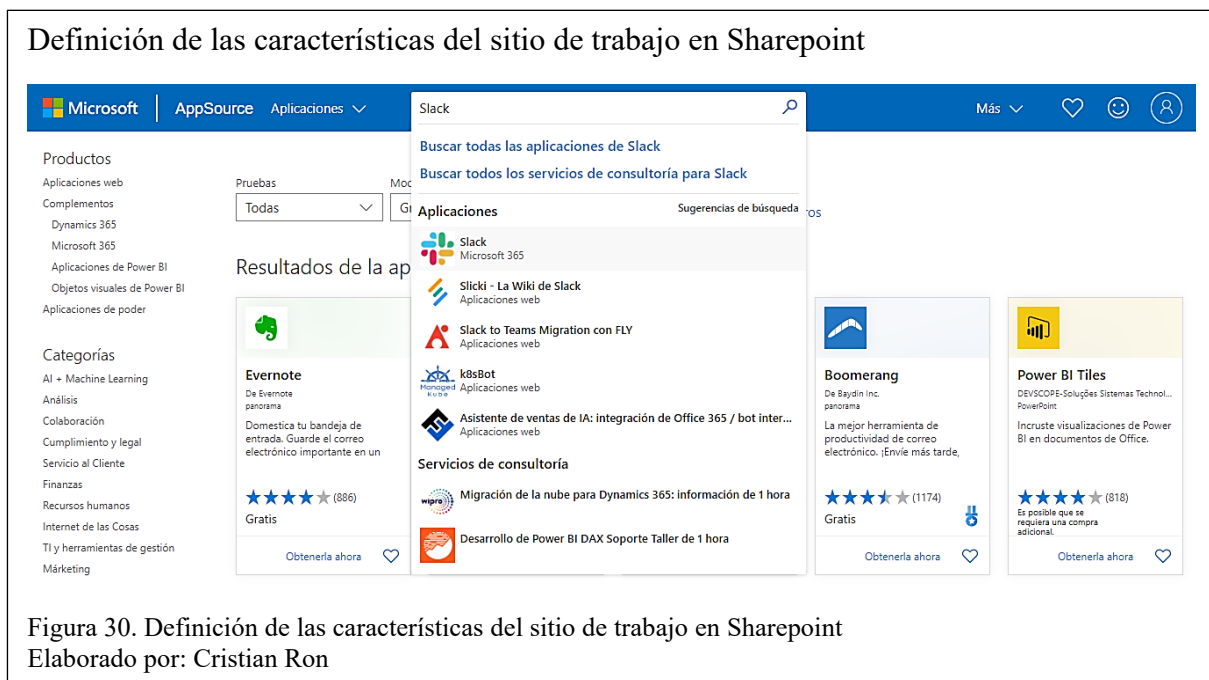 Definición de las características del sitio de trabajo en Sharepoint
Microsoft AppSource Aplicaciones
Slack
Más
Productos
Aplicaciones web
Complementos
Dynamics 365
Microsoft 365
Aplicaciones de Power BI
Objetos visuales de Power BI
Aplicaciones de poder
Categorías
AI + Machine Learning
Análisis
Colaboración
Cumplimiento y legal
Servicio al Cliente
Finanzas
Recursos humanos
Internet de las Cosas
TI y herramientas de gestión
Márketing
Pruebas
Todas
Resultados de la ap
Buscar todas las aplicaciones de Slack
Buscar todos los servicios de consultoría para Slack
Aplicaciones Sugerencias de búsqueda
Slack
Microsoft 365
Slicki - La Wiki de Slack
Aplicaciones web
Slack to Teams Migration con FLY
Aplicaciones web
k8sBot
Aplicaciones web
Managed
Kube
Asistente de ventas de IA: integración de Office 365 / bot inter...
Aplicaciones web
Servicios de consultoría
wipro
Migración de la nube para Dynamics 365: información de 1 hora
Desarrollo de Power BI DAX Soporte Taller de 1 hora
Evernote
De Evernote
panorama
Domestica tu bandeja de
entrada. Guarde el correo
electrónico importante en un
(886)
Gratis
Obtenerla ahora
Boomerang
De Baydin Inc.
panorama
La mejor herramienta de
productividad de correo
electrónico. ¡Envíe más tarde,
(1174)
Gratis
Obtenerla ahora
Power BI Tiles
DEVSCOPE-Soluções Sistemas Technol...
PowerPoint
Incruste visualizaciones de Power
BI en documentos de Office.
(818)
Es posible que se
requiera una compra
adicional.
Obtenerla ahora
Figura 30. Definición de las características del sitio de trabajo en Sharepoint
Elaborado por: Cristian Ron